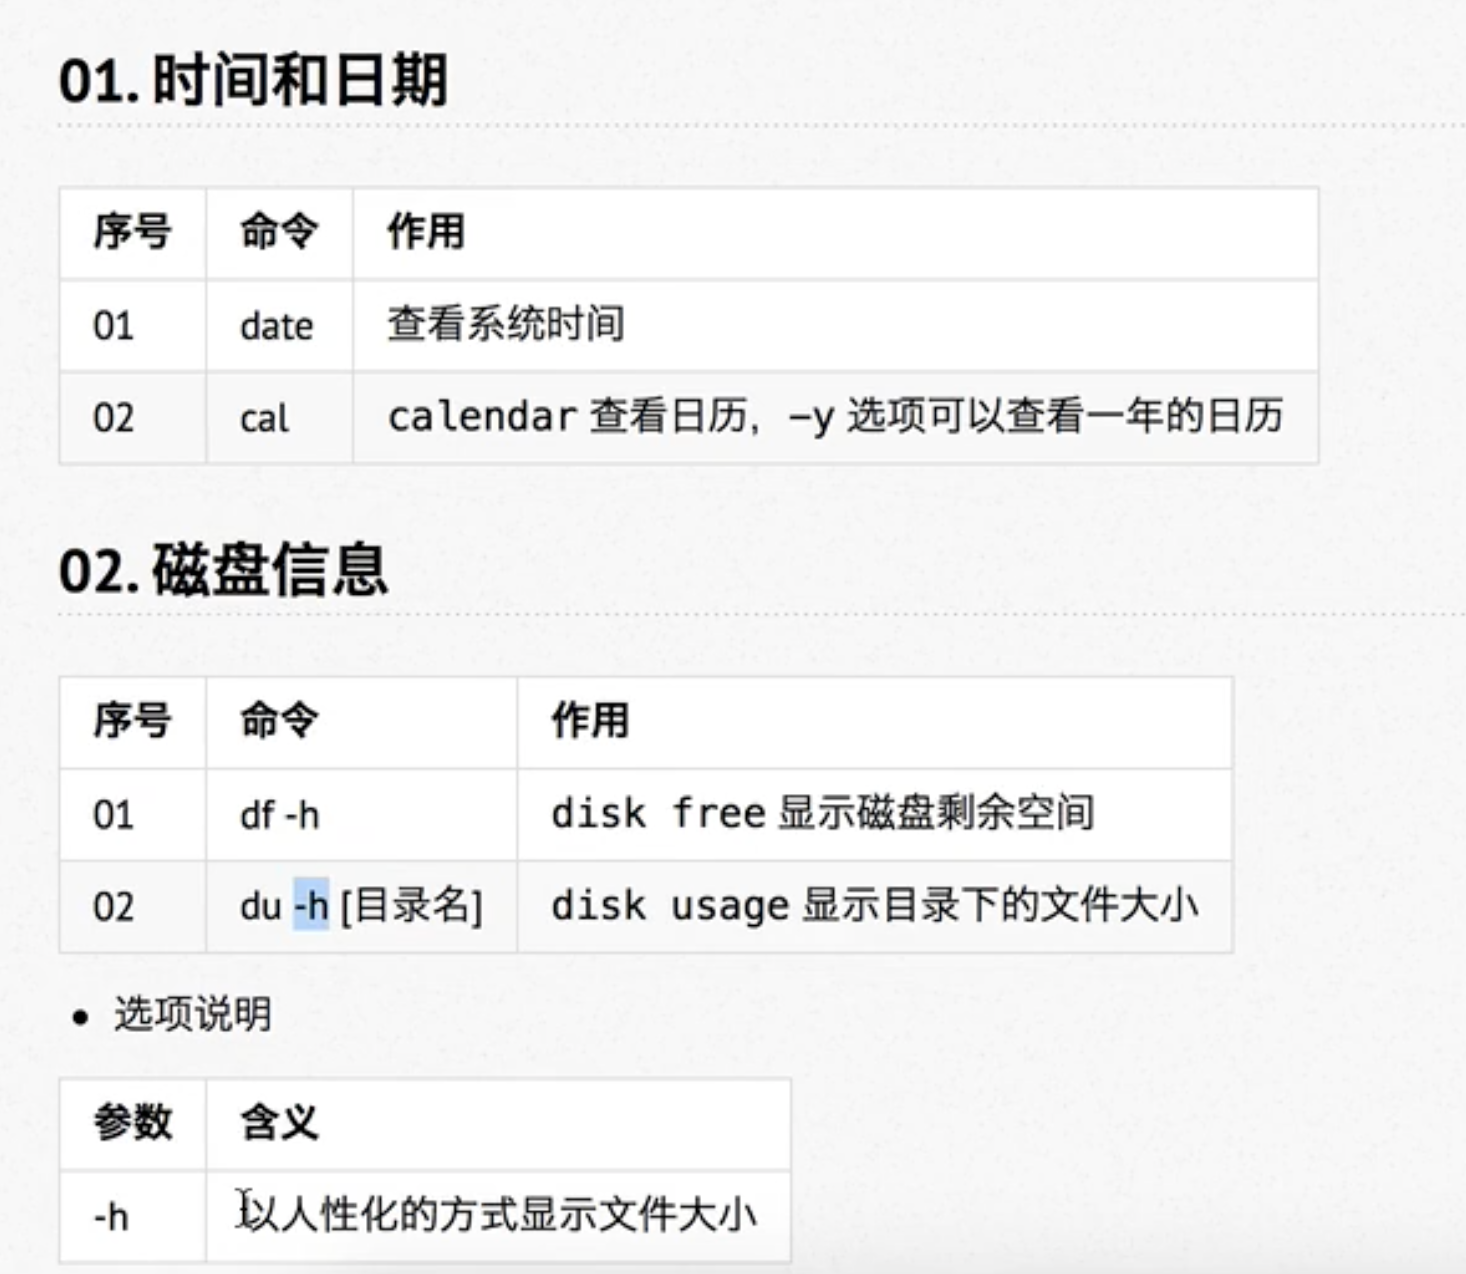 01. 时间和日期
序号 命令 作用
01 date 查看系统时间
02 cal calendar 查看日历，-y 选项可以查看一年的日历
02. 磁盘信息
序号 命令 作用
01 df -h disk free 显示磁盘剩余空间
02 du -h [目录名] disk usage 显示目录下的文件大小
• 选项说明
参数 含义
-h 以人性化的方式显示文件大小